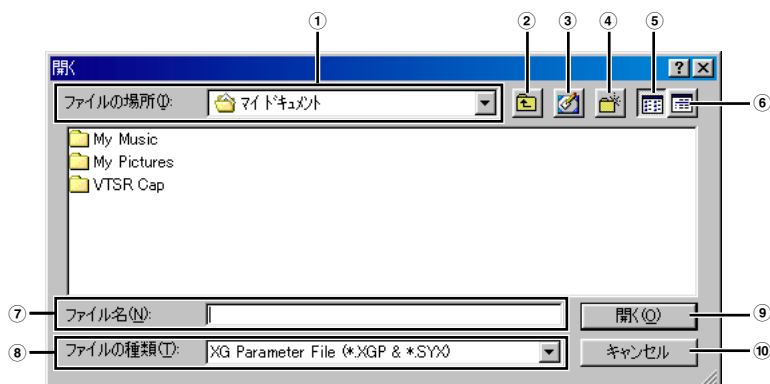 ① ② ③ ④ ⑤
開く
ファイルの場所(I): マイ ドキュメント
⑥
My Music
My Pictures
VTSR Cap
⑦ ファイル名(N): 開く(O) ⑨
⑧ ファイルの種類(T): XG Parameter File (*.XGP & *.SYX) キャンセル ⑩